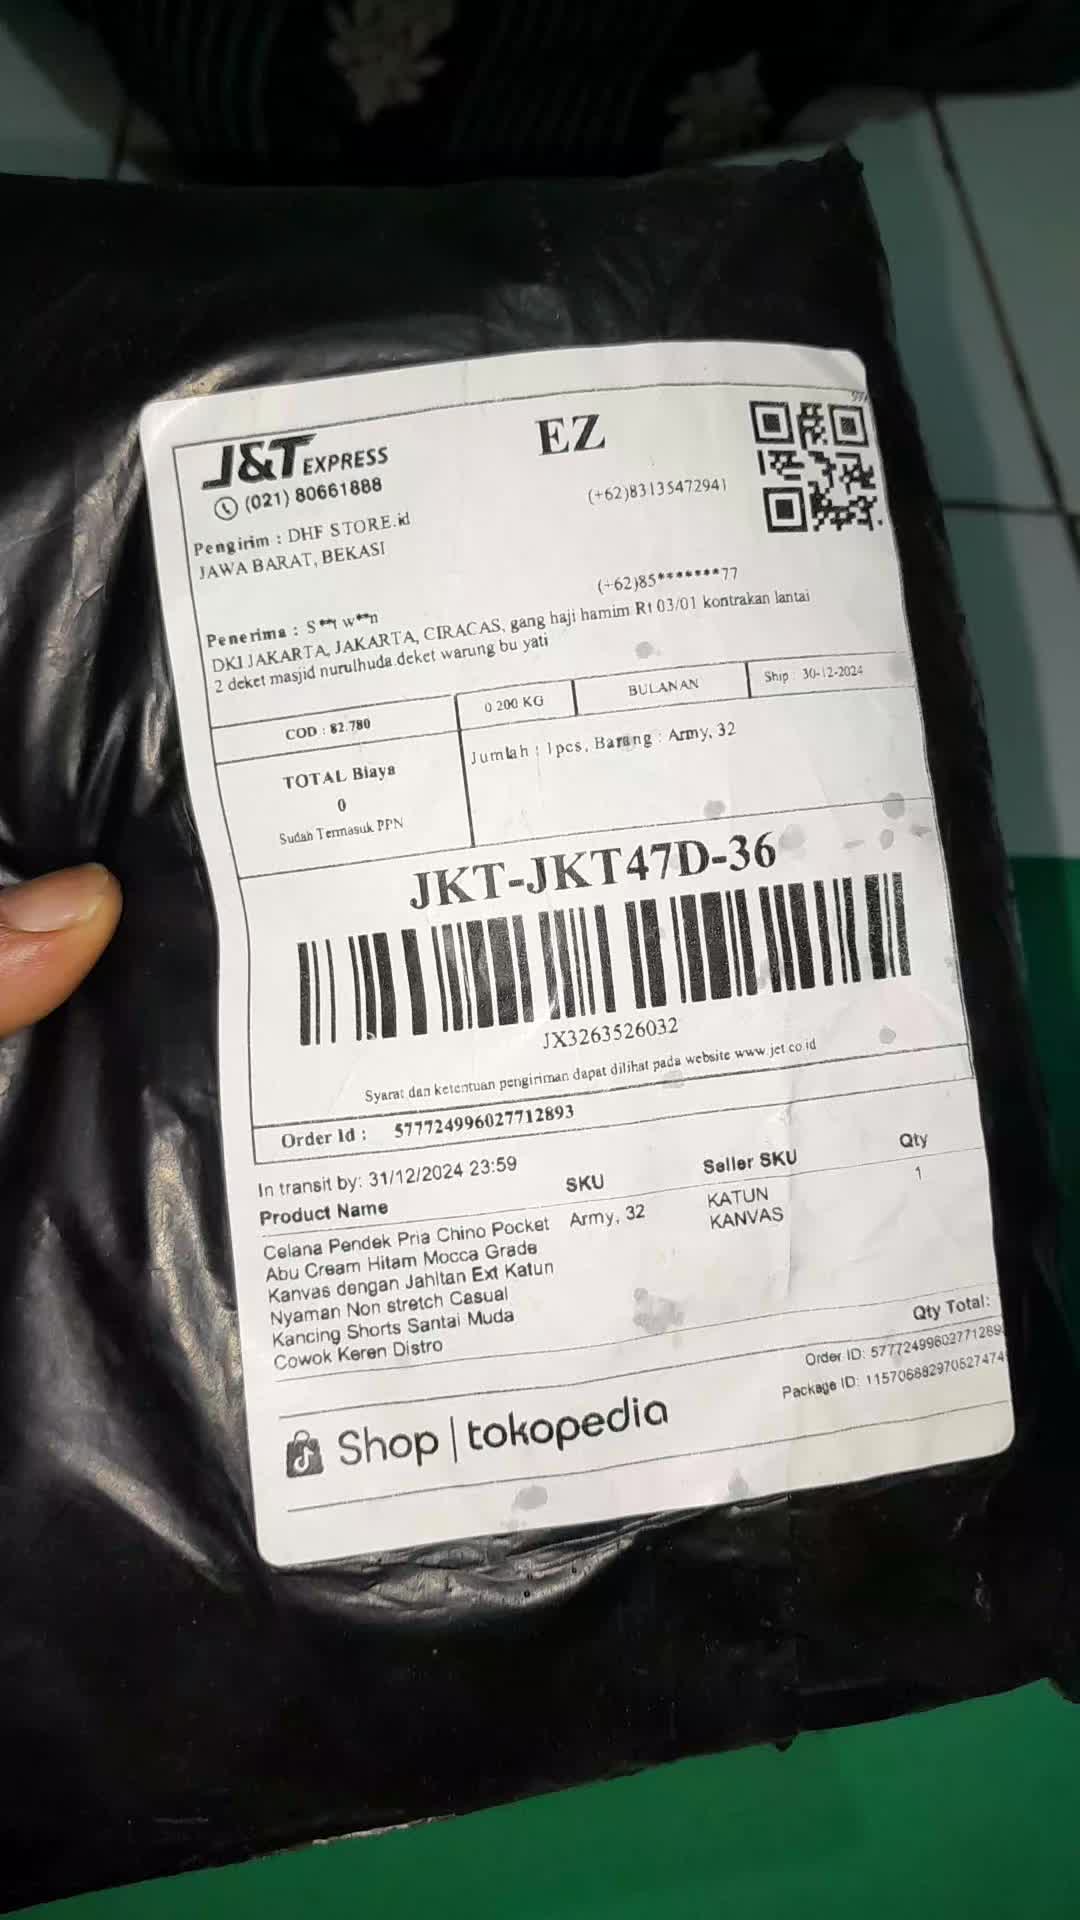 J&T EXPRESS
EZ
(021) 80661888
(+62)83135472941
Pengirim : DHF STORE.id
JAWA BARAT, BEKASI
(+62)85*******77
Penerima : S**t w**n
DKI JAKARTA, JAKARTA, CIRACAS, gang haji hamim Rt 03/01 kontrakan lantai
2 deket masjid nurulhuda.deket warung bu yati
COD : 82.780
0.200 KG
BULANAN
Ship : 30-12-2024
TOTAL Biaya
0
Sudah Termasuk PPN
Jumlah : 1pcs, Barang : Army, 32
JKT-JKT47D-36
JX3263526032
Syarat dan ketentuan pengiriman dapat dilihat pada website www.jet.co.id
Order Id : 577724996027712893
In transit by: 31/12/2024 23:59
Product Name SKU Seller SKU Qty
Celana Pendek Pria Chino Pocket Army, 32 KATUN 1
Abu Cream Hitam Mocca Grade KANVAS
Kanvas dengan Jahitan Ext Katun
Nyaman Non stretch Casual
Kancing Shorts Santai Muda
Cowok Keren Distro
Qty Total:
Order ID: 57772499602771289
Package ID: 115706882970527474
Shop | tokopedia